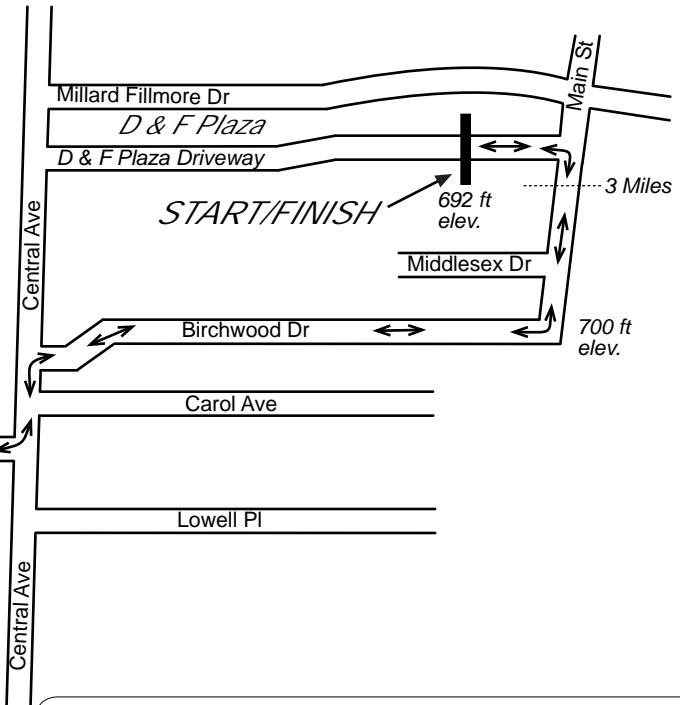 Main St
Millard Fillmore Dr
D & F Plaza
D & F Plaza Driveway
START/FINISH
692 ft
elev.
3 Miles
Central Ave
Middlesex Dr
Birchwood Dr
700 ft
elev.
Carol Ave
Lowell Pl
Central Ave